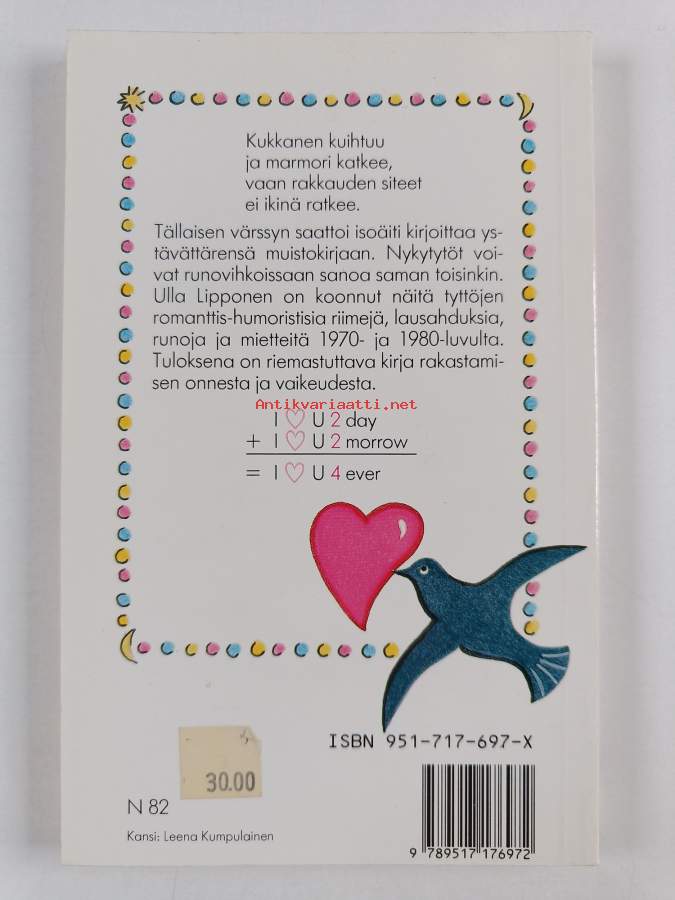 Kukkanen kuihtuu
ja marmori katkee,
vaan rakkauden siteet
ei ikinä ratkee.
Tällaisen värssyn saattoi isoäiti kirjoittaa ys-
tävättärensä muistokirjaan. Nykytytöt voi-
vat runovihkoissaan sanoa saman toisinkin.
Ulla Lipponen on koonnut näitä tyttöjen
romanttis-humoristisia riimejä, lausahduksia,
runoja ja mietteitä 1970- ja 1980-luvulta.
Tuloksena on riemastuttava kirja rakastami-
sen onnesta ja vaikeudesta.
Antikvariaatti.net
I ♡ U 2 day
+ I ♡ U 2 morrow
= I ♡ U 4 ever
ISBN 951-717-697-X
30.00
N 82
Kansi: Leena Kumpulainen
9 789517 176972